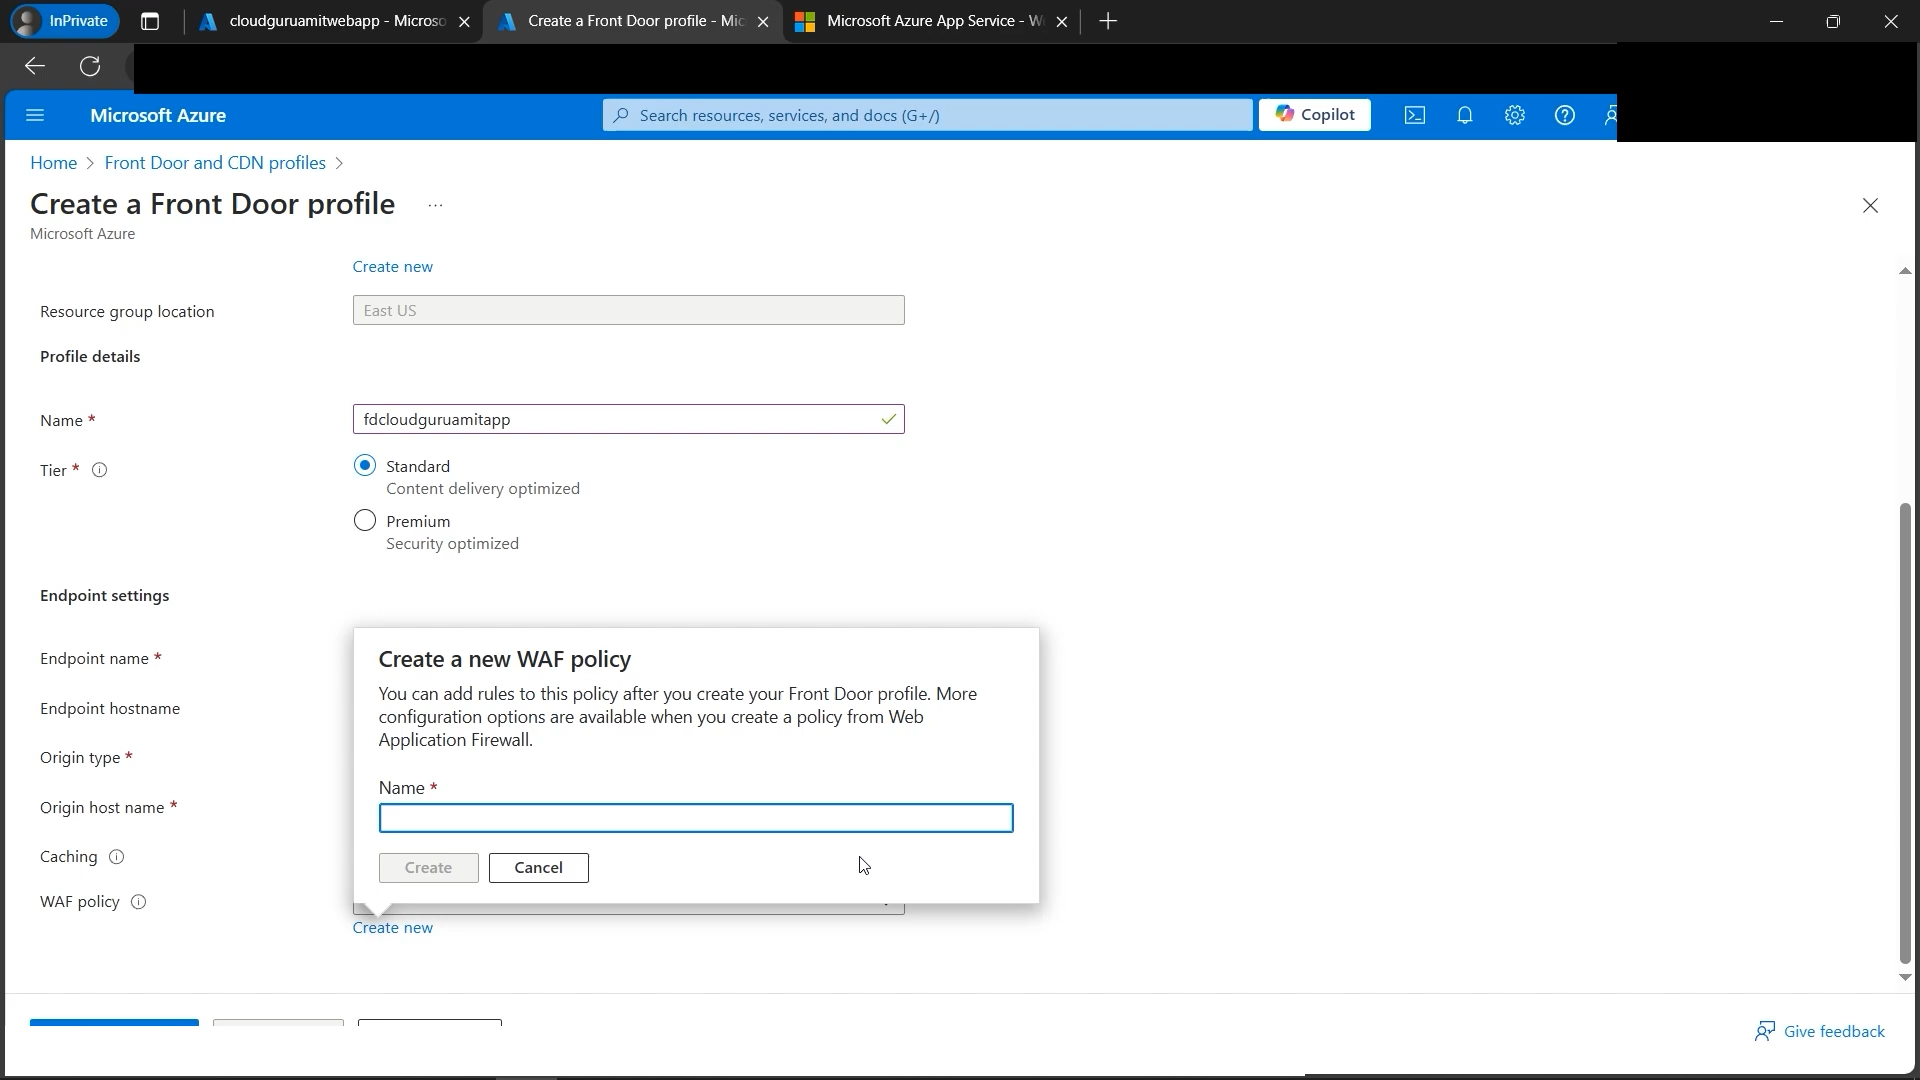 InPrivate
cloudguruamitwebapp - Microso
Create a Front Door profile - Mic
Microsoft Azure App Service - W
Microsoft Azure
Search resources, services, and docs (G+/)
Copilot
Home > Front Door and CDN profiles >
Create a Front Door profile ...
Microsoft Azure
Create new
Resource group location
East US
Profile details
Name *
fdcloudguruamitapp
Tier *
Standard
Content delivery optimized
Premium
Security optimized
Endpoint settings
Endpoint name *
Endpoint hostname
Origin type *
Origin host name *
Caching
WAF policy
Create a new WAF policy
You can add rules to this policy after you create your Front Door profile. More
configuration options are available when you create a policy from Web
Application Firewall.
Name *
Create
Cancel
Create new
Give feedback